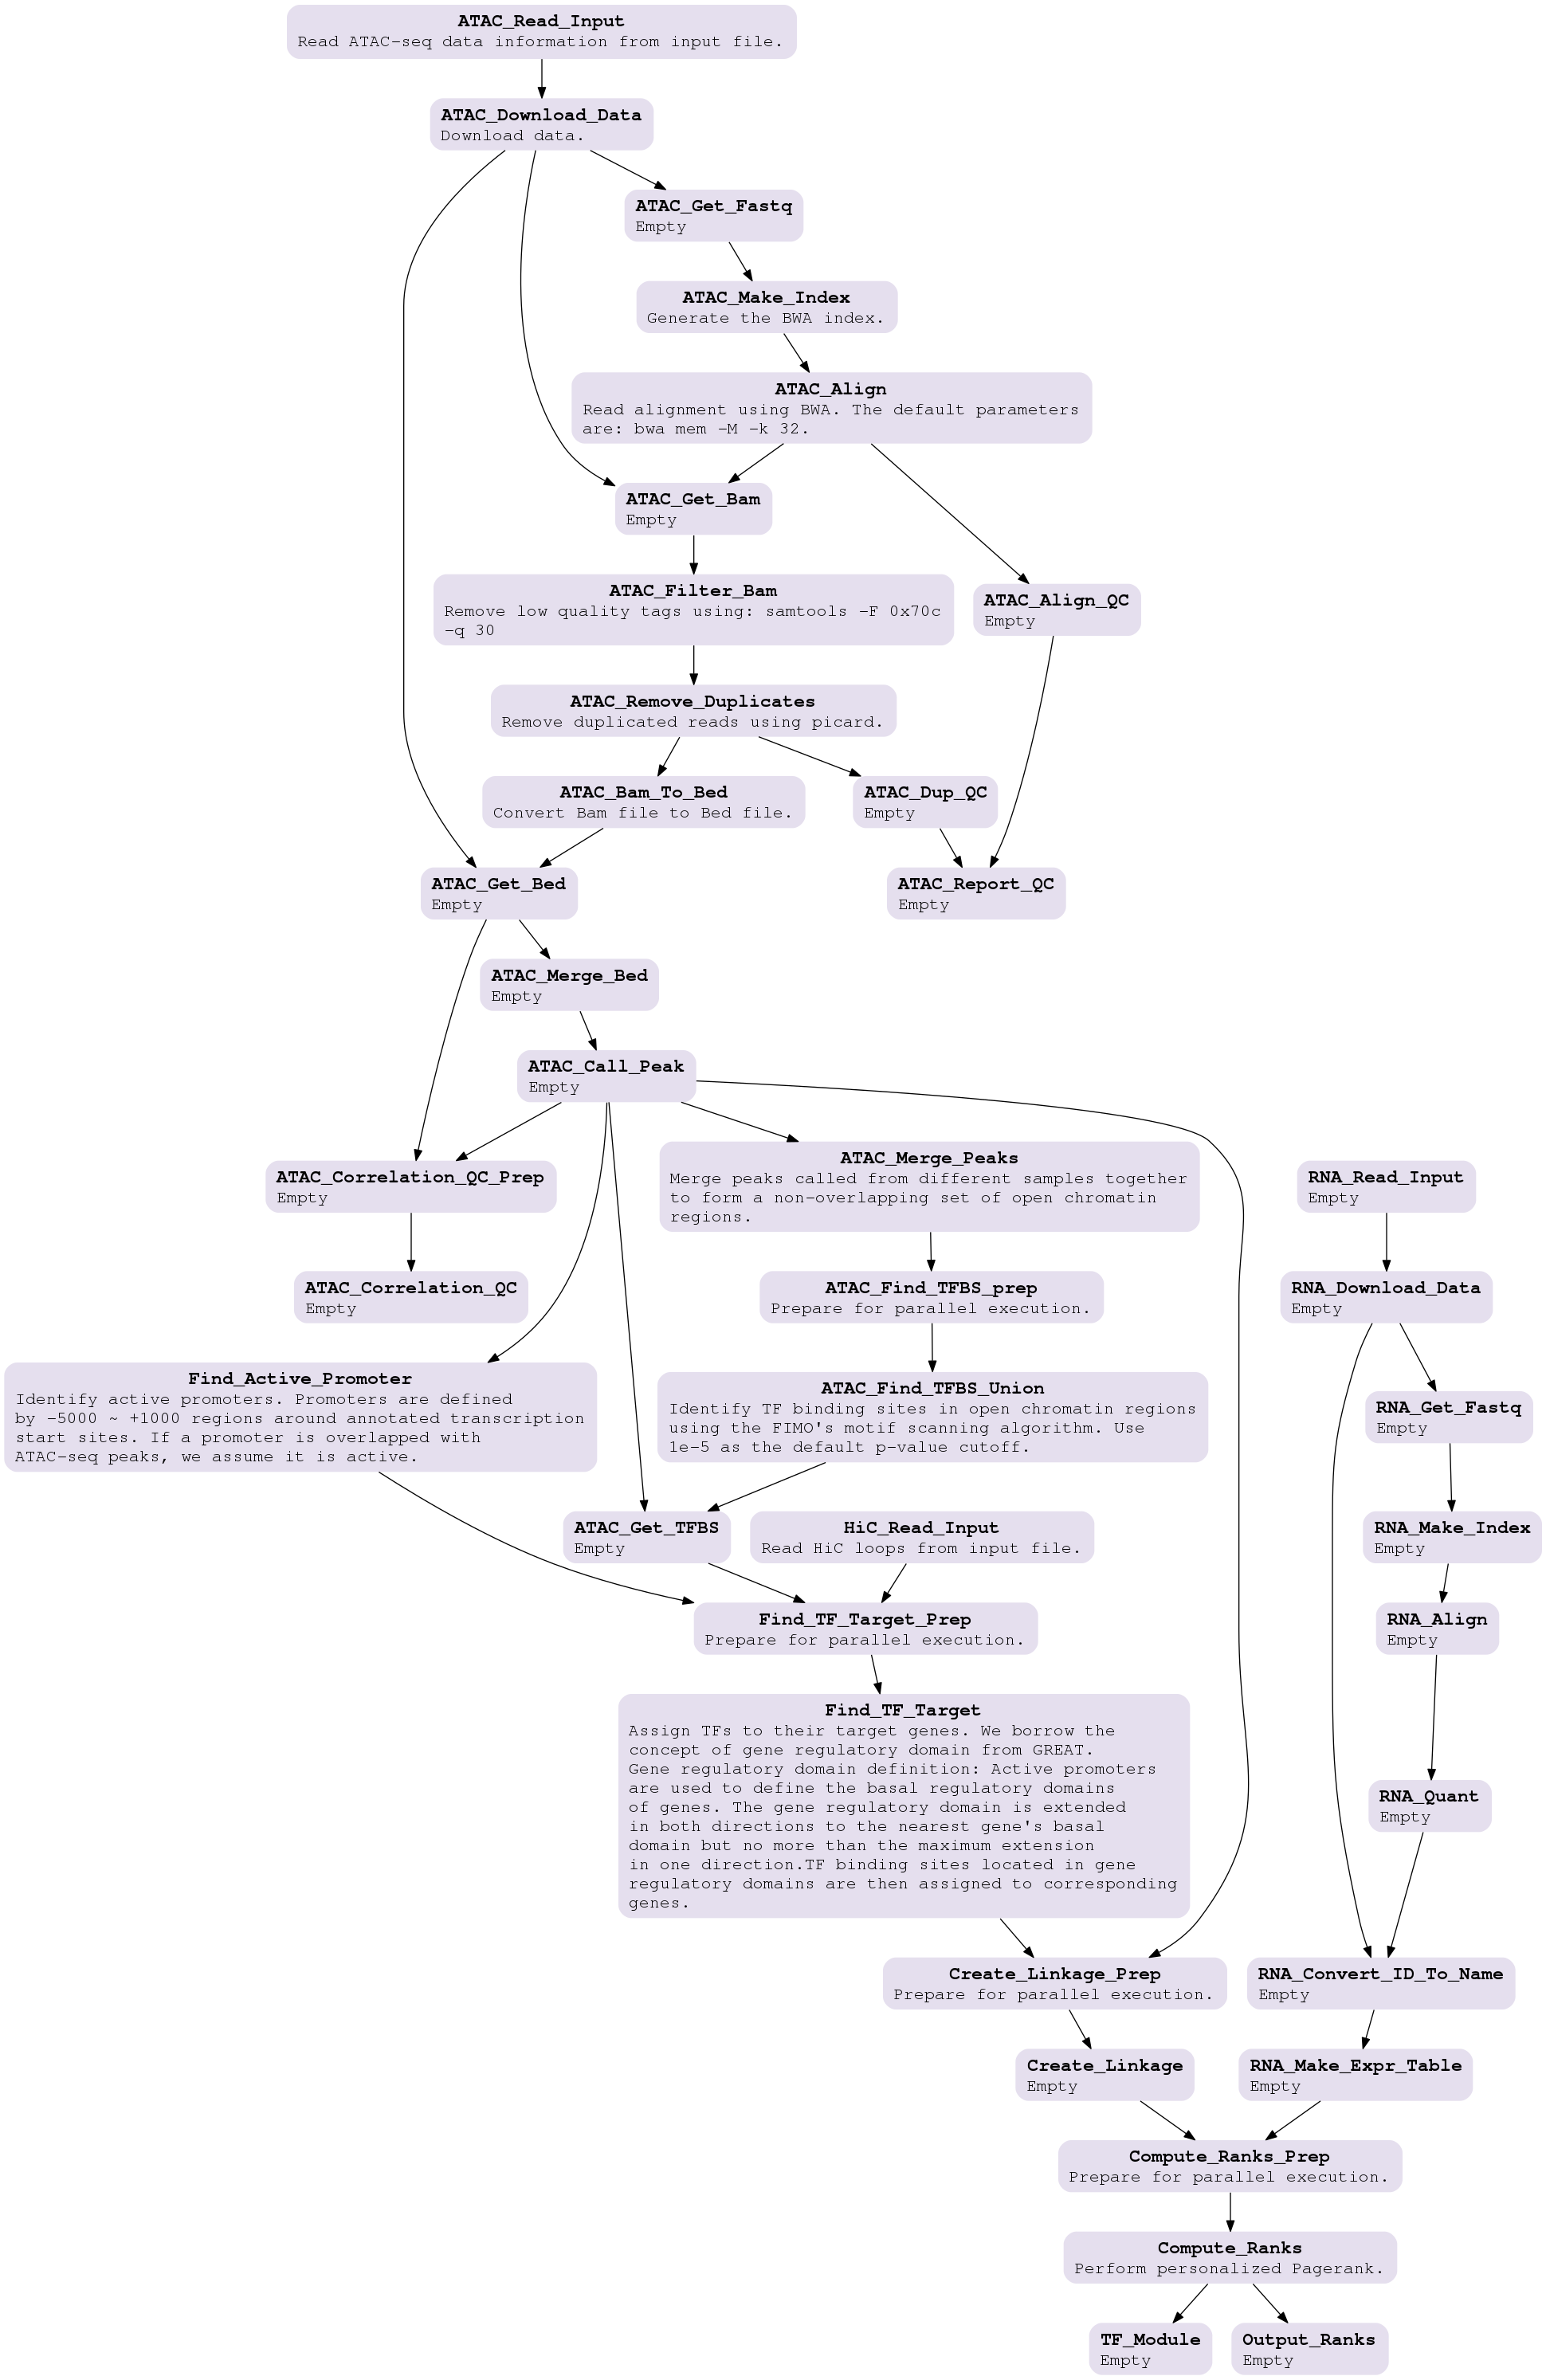 ATAC_Read_Input
Read ATAC-seq data information from input file.
ATAC_Download_Data
Download data.
ATAC_Get_Fastq
Empty
ATAC_Make_Index
Generate the BWA index.
ATAC_Align
Read alignment using BWA. The default parameters
are: bwa mem -M -k 32.
ATAC_Get_Bam
Empty
ATAC_Filter_Bam
Remove low quality tags using: samtools -F 0x70c
-q 30
ATAC_Align_QC
Empty
ATAC_Remove_Duplicates
Remove duplicated reads using picard.
ATAC_Bam_To_Bed
Convert Bam file to Bed file.
ATAC_Dup_QC
Empty
ATAC_Get_Bed
Empty
ATAC_Report_QC
Empty
ATAC_Merge_Bed
Empty
ATAC_Call_Peak
Empty
ATAC_Correlation_QC_Prep
Empty
ATAC_Merge_Peaks
Merge peaks called from different samples together
to form a non-overlapping set of open chromatin
regions.
RNA_Read_Input
Empty
ATAC_Correlation_QC
Empty
ATAC_Find_TFBS_prep
Prepare for parallel execution.
RNA_Download_Data
Empty
Find_Active_Promoter
Identify active promoters. Promoters are defined
by -5000 ~ +1000 regions around annotated transcription
start sites. If a promoter is overlapped with
ATAC-seq peaks, we assume it is active.
ATAC_Find_TFBS_Union
Identify TF binding sites in open chromatin regions
using the FIMO's motif scanning algorithm. Use
1e-5 as the default p-value cutoff.
RNA_Get_Fastq
Empty
ATAC_Get_TFBS
Empty
HiC_Read_Input
Read HiC loops from input file.
RNA_Make_Index
Empty
Find_TF_Target_Prep
Prepare for parallel execution.
RNA_Align
Empty
Find_TF_Target
Assign TFs to their target genes. We borrow the
concept of gene regulatory domain from GREAT.
Gene regulatory domain definition: Active promoters
are used to define the basal regulatory domains
of genes. The gene regulatory domain is extended
in both directions to the nearest gene's basal
domain but no more than the maximum extension
in one direction.TF binding sites located in gene
regulatory domains are then assigned to corresponding
genes.
RNA_Quant
Empty
Create_Linkage_Prep
Prepare for parallel execution.
RNA_Convert_ID_To_Name
Empty
Create_Linkage
Empty
RNA_Make_Expr_Table
Empty
Compute_Ranks_Prep
Prepare for parallel execution.
Compute_Ranks
Perform personalized Pagerank.
TF_Module
Empty
Output_Ranks
Empty